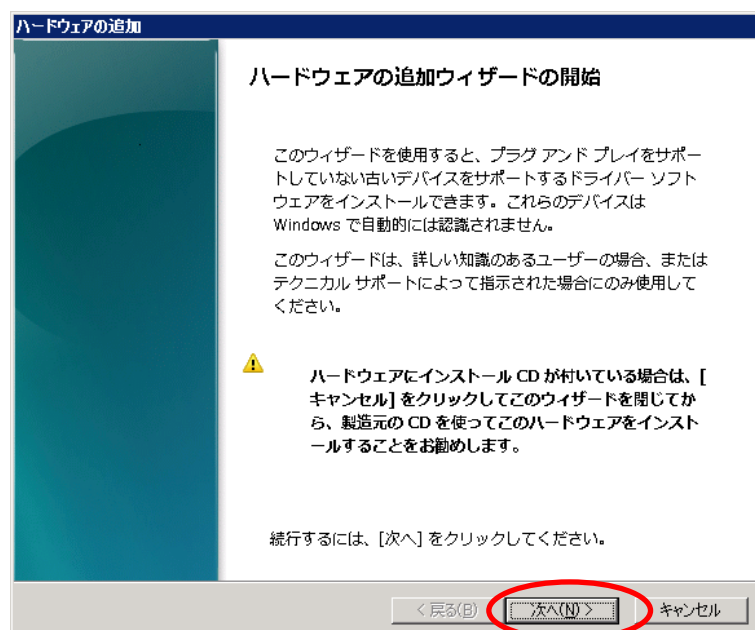 ハードウェアの追加
ハードウェアの追加ウィザードの開始
このウィザードを使用すると、プラグ アンド プレイをサポー
トしていない古いデバイスをサポートするドライバー ソフト
ウェアをインストールできます。これらのデバイスは
Windows で自動的には認識されません。
このウィザードは、詳しい知識のあるユーザーの場合、または
テクニカル サポートによって指示された場合にのみ使用して
ください。
ハードウェアにインストール CD が付いている場合は、[
キャンセル] をクリックしてこのウィザードを閉じてか
ら、製造元の CD を使ってこのハードウェアをインスト
ールすることをお勧めします。
続行するには、[次へ] をクリックしてください。
< 戻る(B)
次へ(N) >
キャンセル